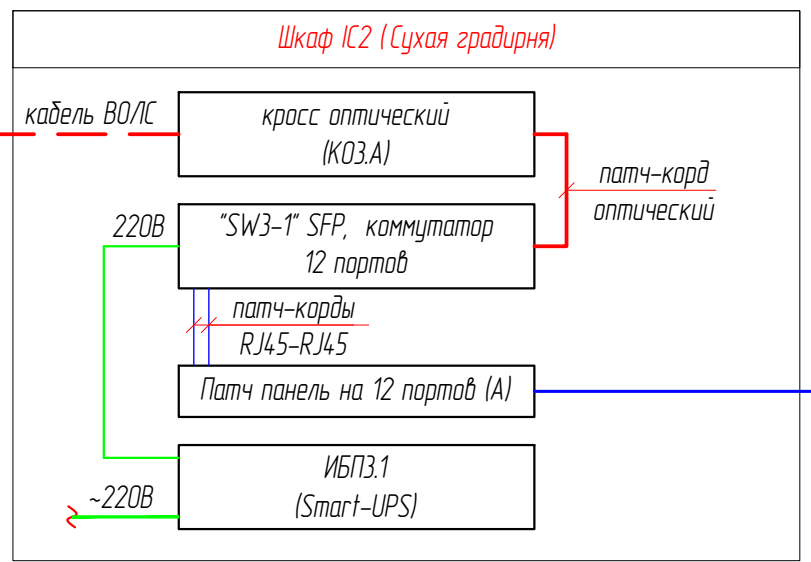 Шкаф IC2 (Сухая градирня)
кабель ВОЛС
кросс оптический
(КО3.А)
патч-корд
оптический
220В
"SW3-1" SFP, коммутатор
12 портов
патч-корды
RJ45-RJ45
Патч панель на 12 портов (А)
ИБП3.1
(Smart-UPS)
~220В